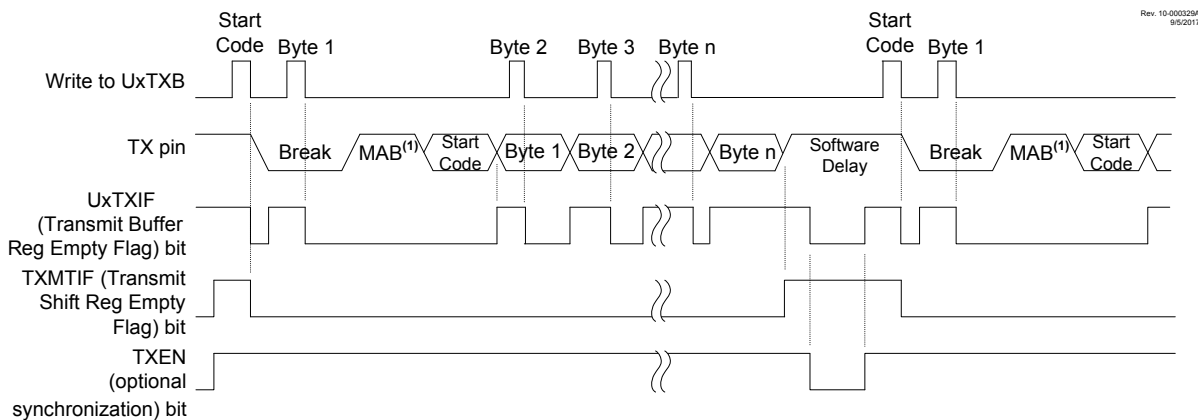 Rev. 10-000329A
9/5/2017
Start
Code
Byte 1
Byte 2
Byte 3
Byte n
Start
Code
Byte 1
Write to UxTXB
TX pin
Break
MAB(1)
Start
Code
Byte 1
Byte 2
Byte n
Software
Delay
Break
MAB(1)
Start
Code
UxTXIF
(Transmit Buffer
Reg Empty Flag) bit
TXMTIF (Transmit
Shift Reg Empty
Flag) bit
TXEN
(optional
synchronization) bit